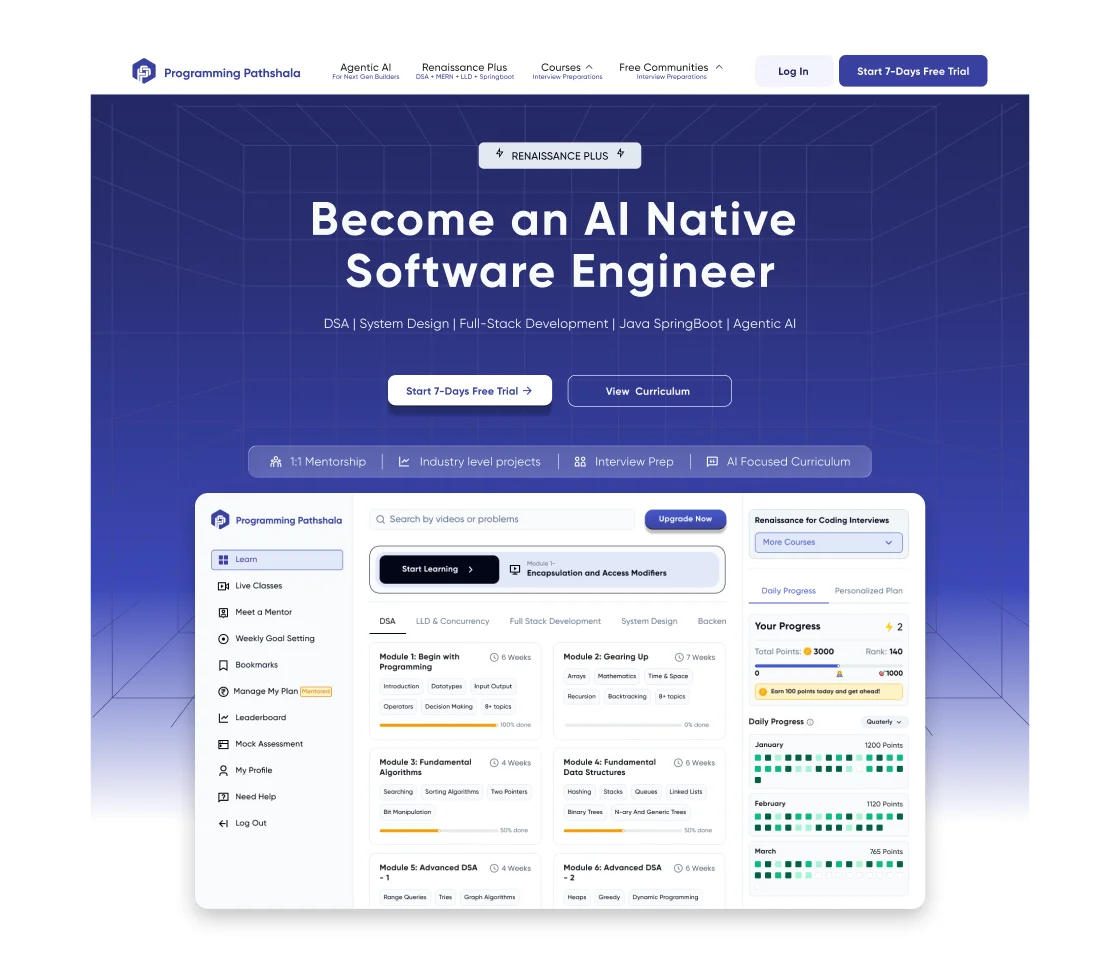 Programming Pathshala
Agentic AI
For Next Gen Builders
Renaissance Plus
DSA + MERN + LLD + Springboot
Courses
Interview Preparations
Free Communities
Interview Preparations
Log In
Start 7-Days Free Trial
RENAISSANCE PLUS
Become an AI Native
Software Engineer
DSA | System Design | Full-Stack Development | Java SpringBoot | Agentic AI
Start 7-Days Free Trial
View Curriculum
1:1 Mentorship
Industry level projects
Interview Prep
AI Focused Curriculum
Programming Pathshala
Learn
Live Classes
Meet a Mentor
Weekly Goal Setting
Bookmarks
Manage My Plan Mentored
Leaderboard
Mock Assessment
My Profile
Need Help
Log Out
Search by videos or problems
Upgrade Now
Start Learning
Module 1-
Encapsulation and Access Modifiers
DSA
LLD & Concurrency
Full Stack Development
System Design
Backen
Module 1: Begin with
Programming
6 Weeks
Introduction
Datatypes
Input Output
Operators
Decision Making
8+ topics
100% done
Module 2: Gearing Up
7 Weeks
Arrays
Mathematics
Time & Space
Recursion
Backtracking
8+ topics
0% done
Module 3: Fundamental
Algorithms
4 Weeks
Searching
Sorting Algorithms
Two Pointers
Bit Manipulation
50% done
Module 4: Fundamental
Data Structures
6 Weeks
Hashing
Stacks
Queues
Linked Lists
Binary Trees
N-ary And Generic Trees
50% done
Module 5: Advanced DSA
- 1
4 Weeks
Range Queries
Tries
Graph Algorithms
Module 6: Advanced DSA
- 2
6 Weeks
Heaps
Greedy
Dynamic Programming
Renaissance for Coding Interviews
More Courses
Daily Progress
Personalized Plan
Your Progress
2
Total Points: 3000
Rank: 140
0
1000
Earn 100 points today and get ahead!
Daily Progress
Quaterly
January
1200 Points
February
1120 Points
March
765 Points